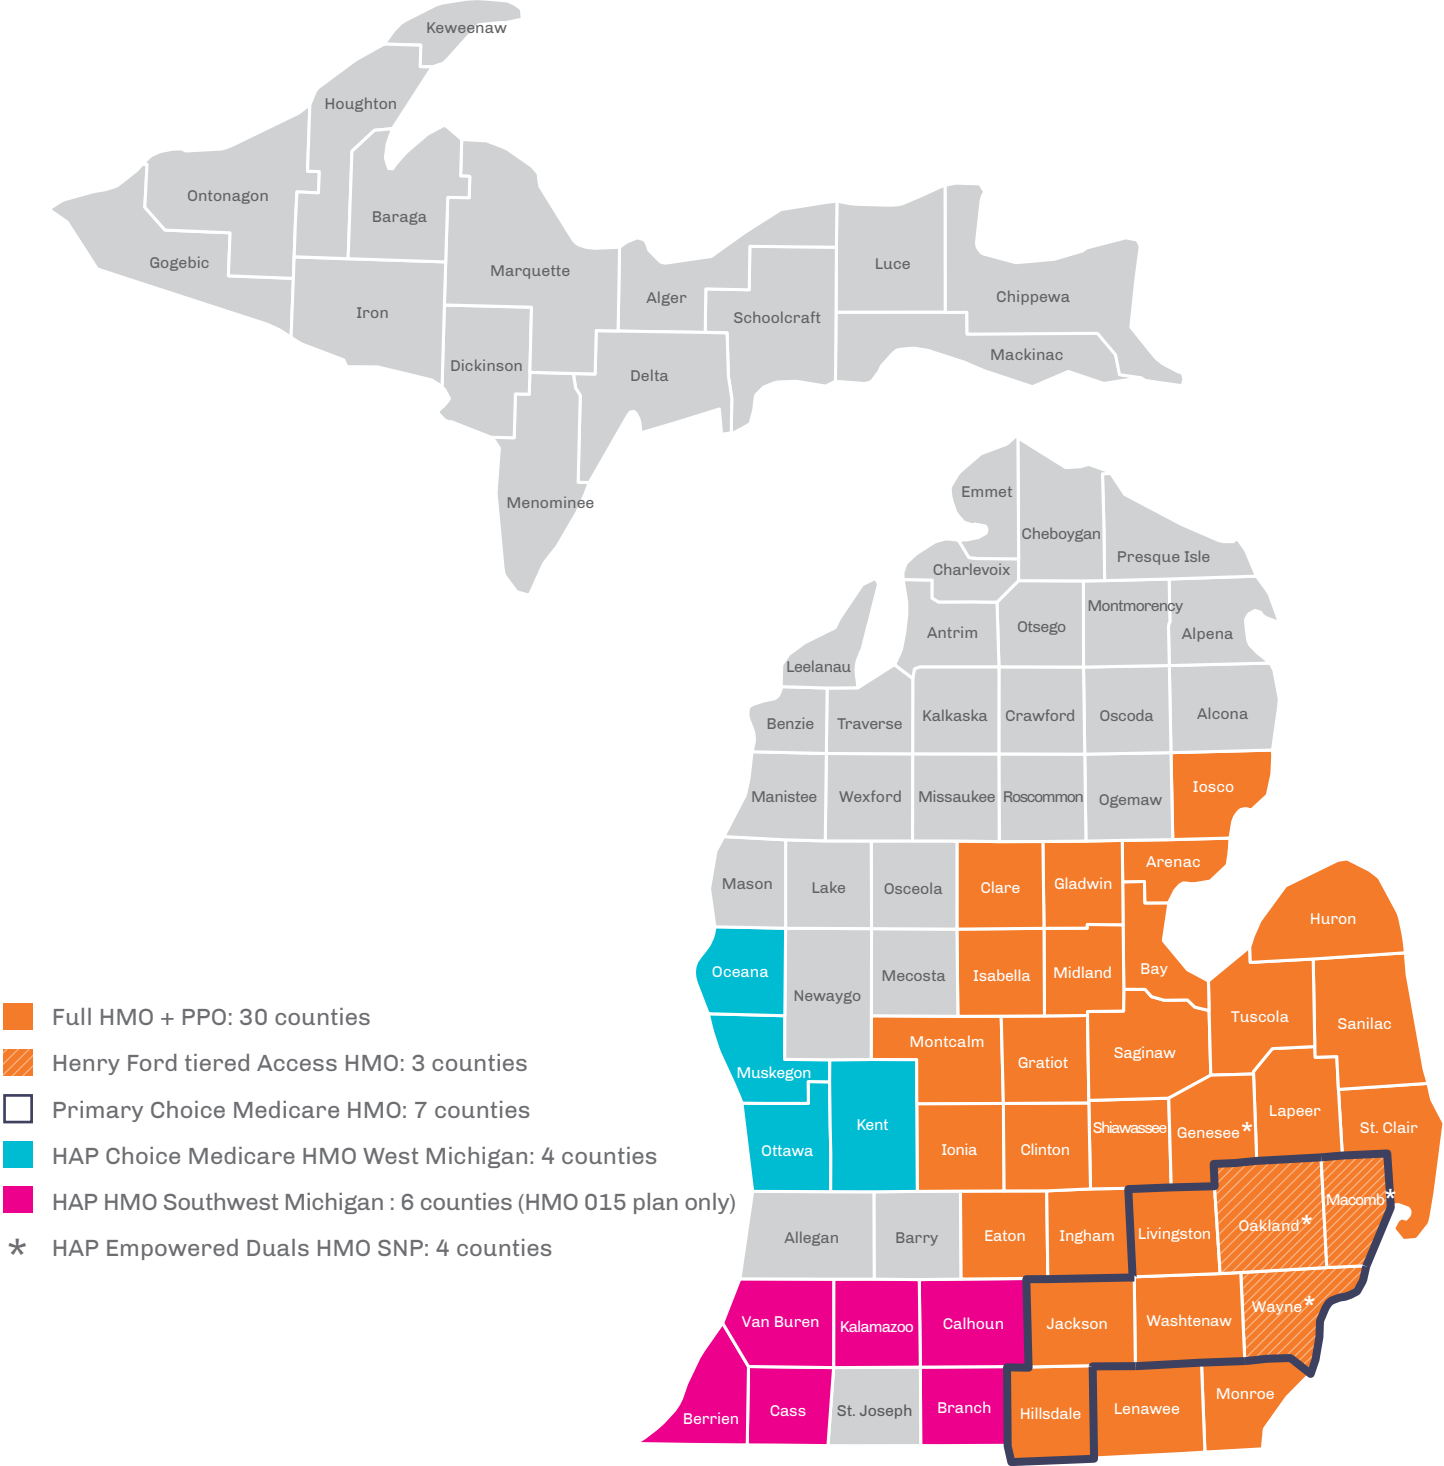 Keweenaw
Houghton
Ontonagon
Baraga
Gogebic
Marquette
Luce
Iron
Alger
Chippewa
Schoolcraft
Dickinson
Delta
Mackinac
Menominee
Emmet
Cheboygan
Presque Isle
Charlevoix
Montmorency
Antrim
Otsego
Alpena
Leelanau
Benzie
Traverse
Kalkaska
Crawford
Oscoda
Alcona
Manistee
Wexford
Missaukee
Roscommon
Ogemaw
Iosco
Mason
Lake
Osceola
Clare
Gladwin
Arenac
Huron
Oceana
Newaygo
Mecosta
Isabella
Midland
Bay
Tuscola
Sanilac
Montcalm
Gratiot
Saginaw
Muskegon
Kent
Ottawa
Ionia
Clinton
Shiawassee
Genesee*
Lapeer
St. Clair
Allegan
Barry
Eaton
Ingham
Livingston
Oakland*
Macomb*
Van Buren
Kalamazoo
Calhoun
Jackson
Washtenaw
Wayne*
Berrien
Cass
St. Joseph
Branch
Hillsdale
Lenawee
Monroe
Full HMO + PPO: 30 counties
Henry Ford tiered Access HMO: 3 counties
Primary Choice Medicare HMO: 7 counties
HAP Choice Medicare HMO West Michigan: 4 counties
HAP HMO Southwest Michigan : 6 counties (HMO 015 plan only)
* HAP Empowered Duals HMO SNP: 4 counties